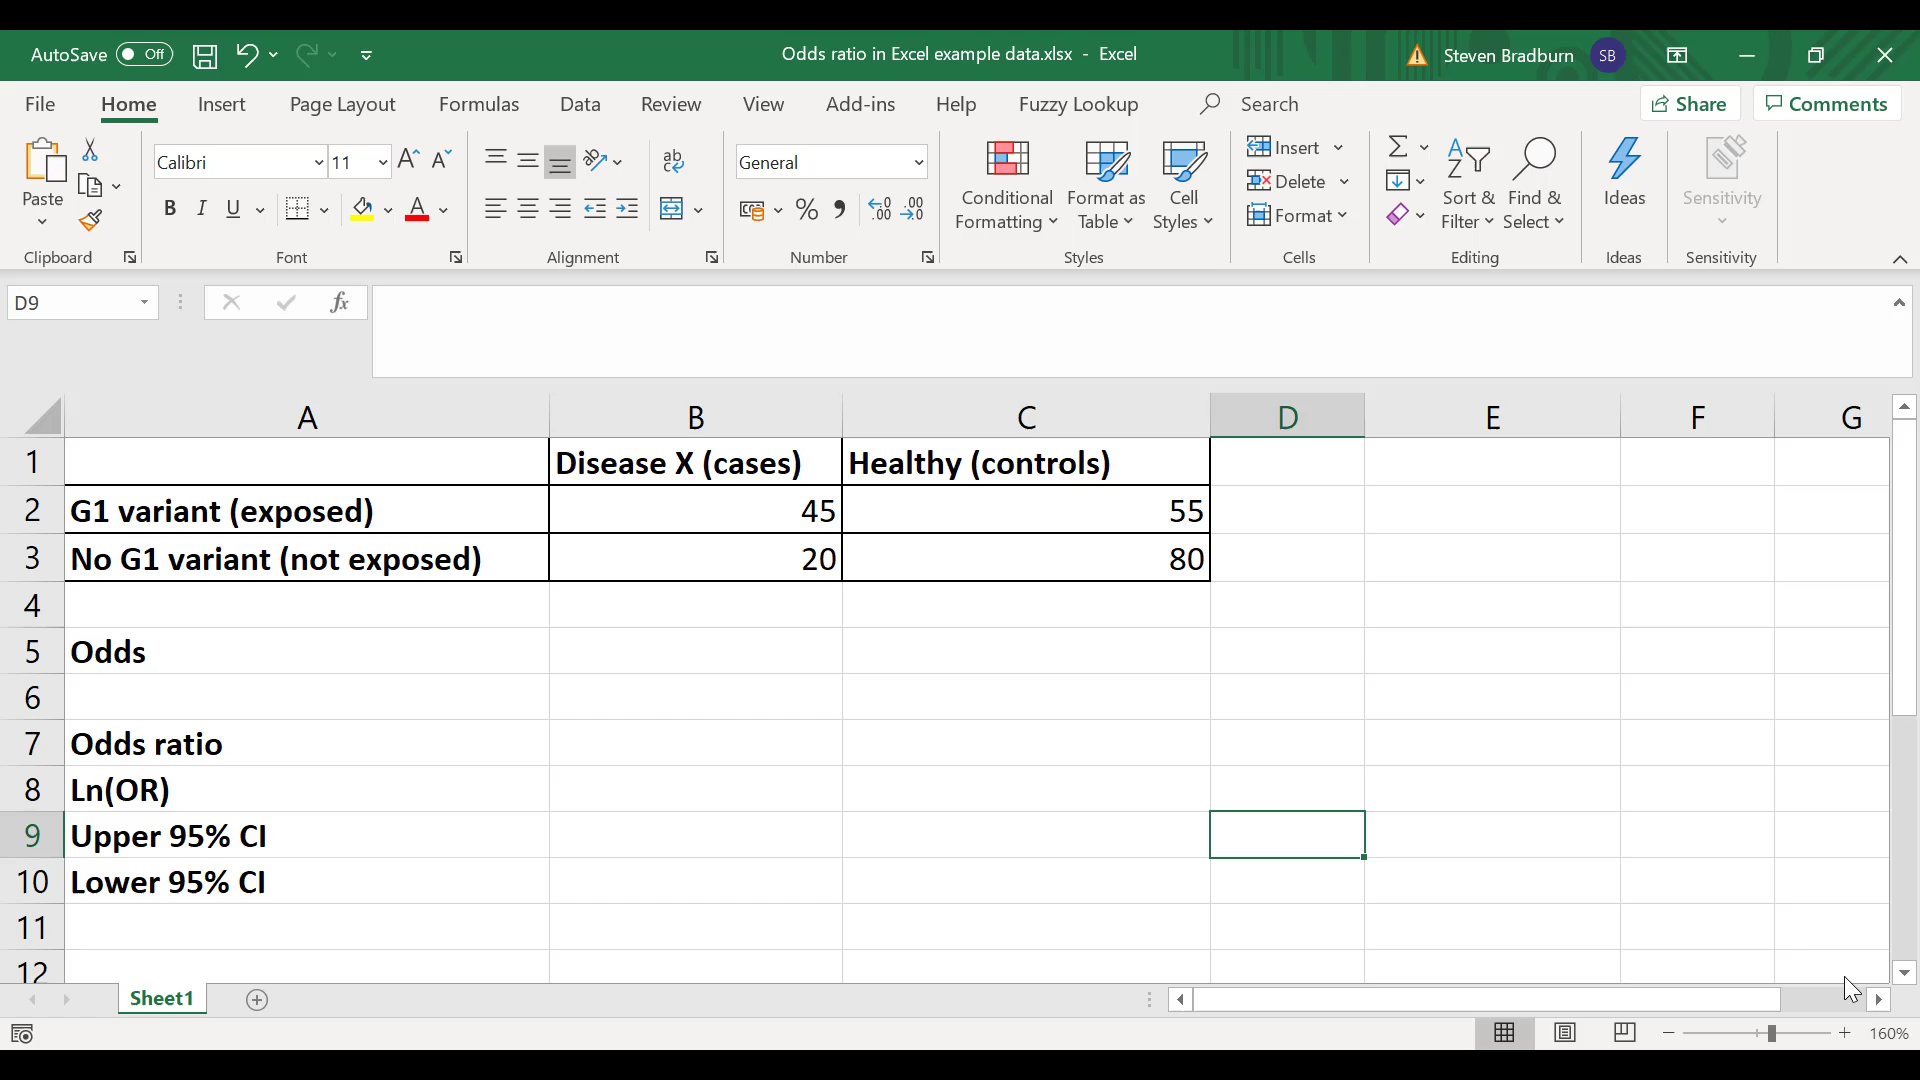 AutoSave Off Odds ratio in Excel example data.xlsx - Excel Steven Bradburn SB
File Home Insert Page Layout Formulas Data Review View Add-ins Help Fuzzy Lookup Search Share Comments
Paste
Calibri 11
B I U A
ab
c
General
% , .00 .0
Conditional Formatting
Format as Table
Cell Styles
Insert
Delete
Format
Sort & Filter
Find & Select
Ideas
Sensitivity
Clipboard Font Alignment Number Styles Cells Editing Ideas Sensitivity
D9 fx
A B C D E F G
1 Disease X (cases) Healthy (controls)
2 G1 variant (exposed) 45 55
3 No G1 variant (not exposed) 20 80
4
5 Odds
6
7 Odds ratio
8 Ln(OR)
9 Upper 95% CI
10 Lower 95% CI
11
12
Sheet1
160%